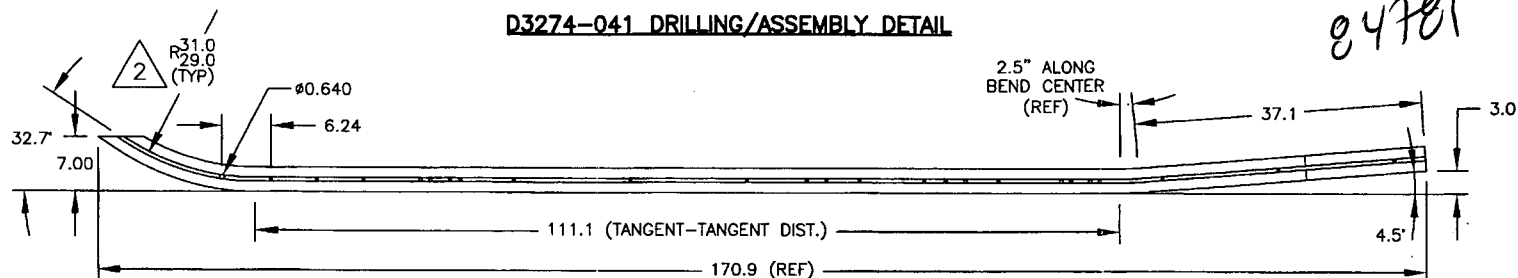 D3274-041 DRILLING/ASSEMBLY DETAIL
84781
2
R31.0
29.0
(TYP)
ø0.640
2.5" ALONG
BEND CENTER
(REF)
37.1
3.0
32.7°
6.24
7.00
111.1 (TANGENT-TANGENT DIST.)
4.5°
170.9 (REF)